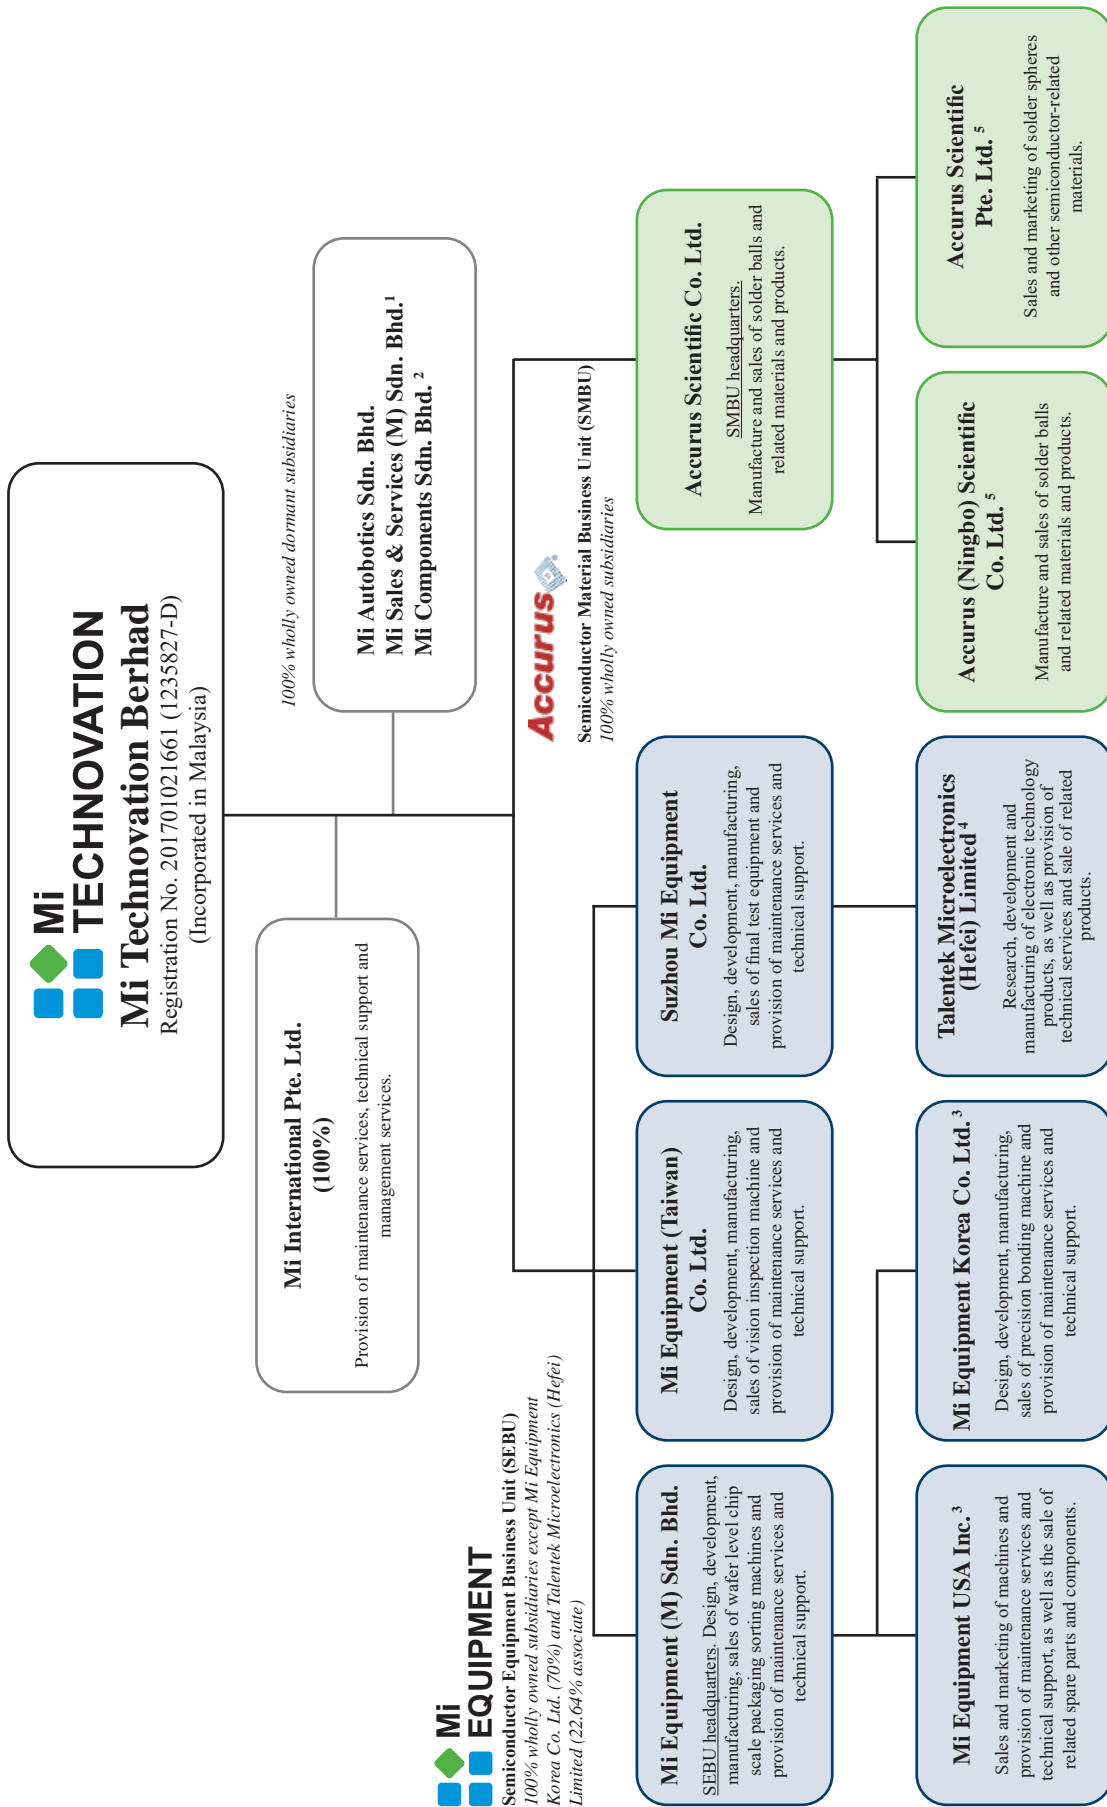 Mi
TECHNOVATION
Mi Technovation Berhad
Registration No. 201701021661 (1235827-D)
(Incorporated in Malaysia)
Mi International Pte. Ltd.
(100%)
Provision of maintenance services, technical support and
management services.
100% wholly owned dormant subsidiaries
Mi Autobotics Sdn. Bhd.
Mi Sales & Services (M) Sdn. Bhd.¹
Mi Components Sdn. Bhd. ²
Mi
EQUIPMENT
Semiconductor Equipment Business Unit (SEBU)
100% wholly owned subsidiaries except Mi Equipment
Korea Co. Ltd. (70%) and Talentek Microelectronics (Hefei)
Limited (22.64% associate)
Accurus
Semiconductor Material Business Unit (SMBU)
100% wholly owned subsidiaries
Mi Equipment (M) Sdn. Bhd.
SEBU headquarters. Design, development,
manufacturing, sales of wafer level chip
scale packaging sorting machines and
provision of maintenance services and
technical support.
Mi Equipment (Taiwan)
Co. Ltd.
Design, development, manufacturing,
sales of vision inspection machine and
provision of maintenance services and
technical support.
Suzhou Mi Equipment
Co. Ltd.
Design, development, manufacturing,
sales of final test equipment and
provision of maintenance services and
technical support.
Accurus Scientific Co. Ltd.
SMBU headquarters.
Manufacture and sales of solder balls and
related materials and products.
Mi Equipment USA Inc. ³
Sales and marketing of machines and
provision of maintenance services and
technical support, as well as the sale of
related spare parts and components.
Mi Equipment Korea Co. Ltd. ³
Design, development, manufacturing,
sales of precision bonding machine and
provision of maintenance services and
technical support.
Talentek Microelectronics
(Hefei) Limited ⁴
Research, development and
manufacturing of electronic technology
products, as well as provision of
technical services and sale of related
products.
Accurus (Ningbo) Scientific
Co. Ltd. ⁵
Manufacture and sales of solder balls
and related materials and products.
Accurus Scientific
Pte. Ltd. ⁵
Sales and marketing of solder spheres
and other semiconductor-related
materials.